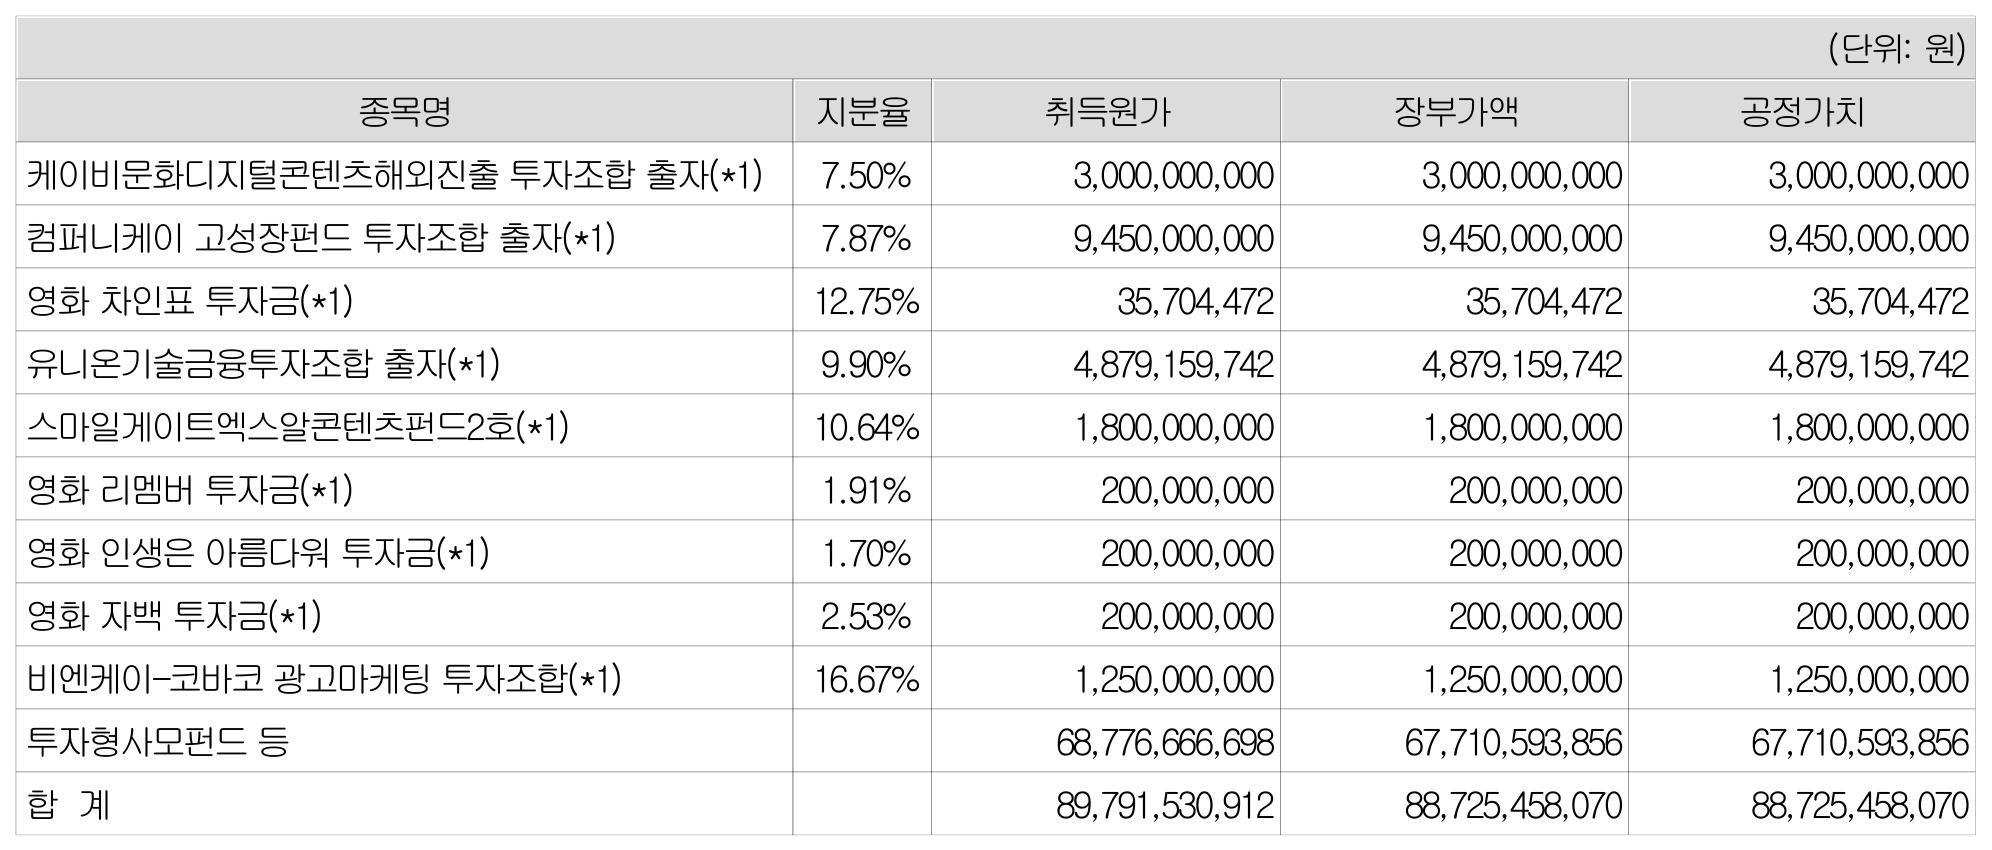 (단위: 원)
종목명 지분율 취득원가 장부가액 공정가치
케이비문화디지털콘텐츠해외진출 투자조합 출자(*1) 7.50% 3,000,000,000 3,000,000,000 3,000,000,000
컴퍼니케이 고성장펀드 투자조합 출자(*1) 7.87% 9,450,000,000 9,450,000,000 9,450,000,000
영화 차인표 투자금(*1) 12.75% 35,704,472 35,704,472 35,704,472
유니온기술금융투자조합 출자(*1) 9.90% 4,879,159,742 4,879,159,742 4,879,159,742
스마일게이트엑스알콘텐츠펀드2호(*1) 10.64% 1,800,000,000 1,800,000,000 1,800,000,000
영화 리멤버 투자금(*1) 1.91% 200,000,000 200,000,000 200,000,000
영화 인생은 아름다워 투자금(*1) 1.70% 200,000,000 200,000,000 200,000,000
영화 자백 투자금(*1) 2.53% 200,000,000 200,000,000 200,000,000
비엔케이-코바코 광고마케팅 투자조합(*1) 16.67% 1,250,000,000 1,250,000,000 1,250,000,000
투자형사모펀드 등 68,776,666,698 67,710,593,856 67,710,593,856
합 계 89,791,530,912 88,725,458,070 88,725,458,070